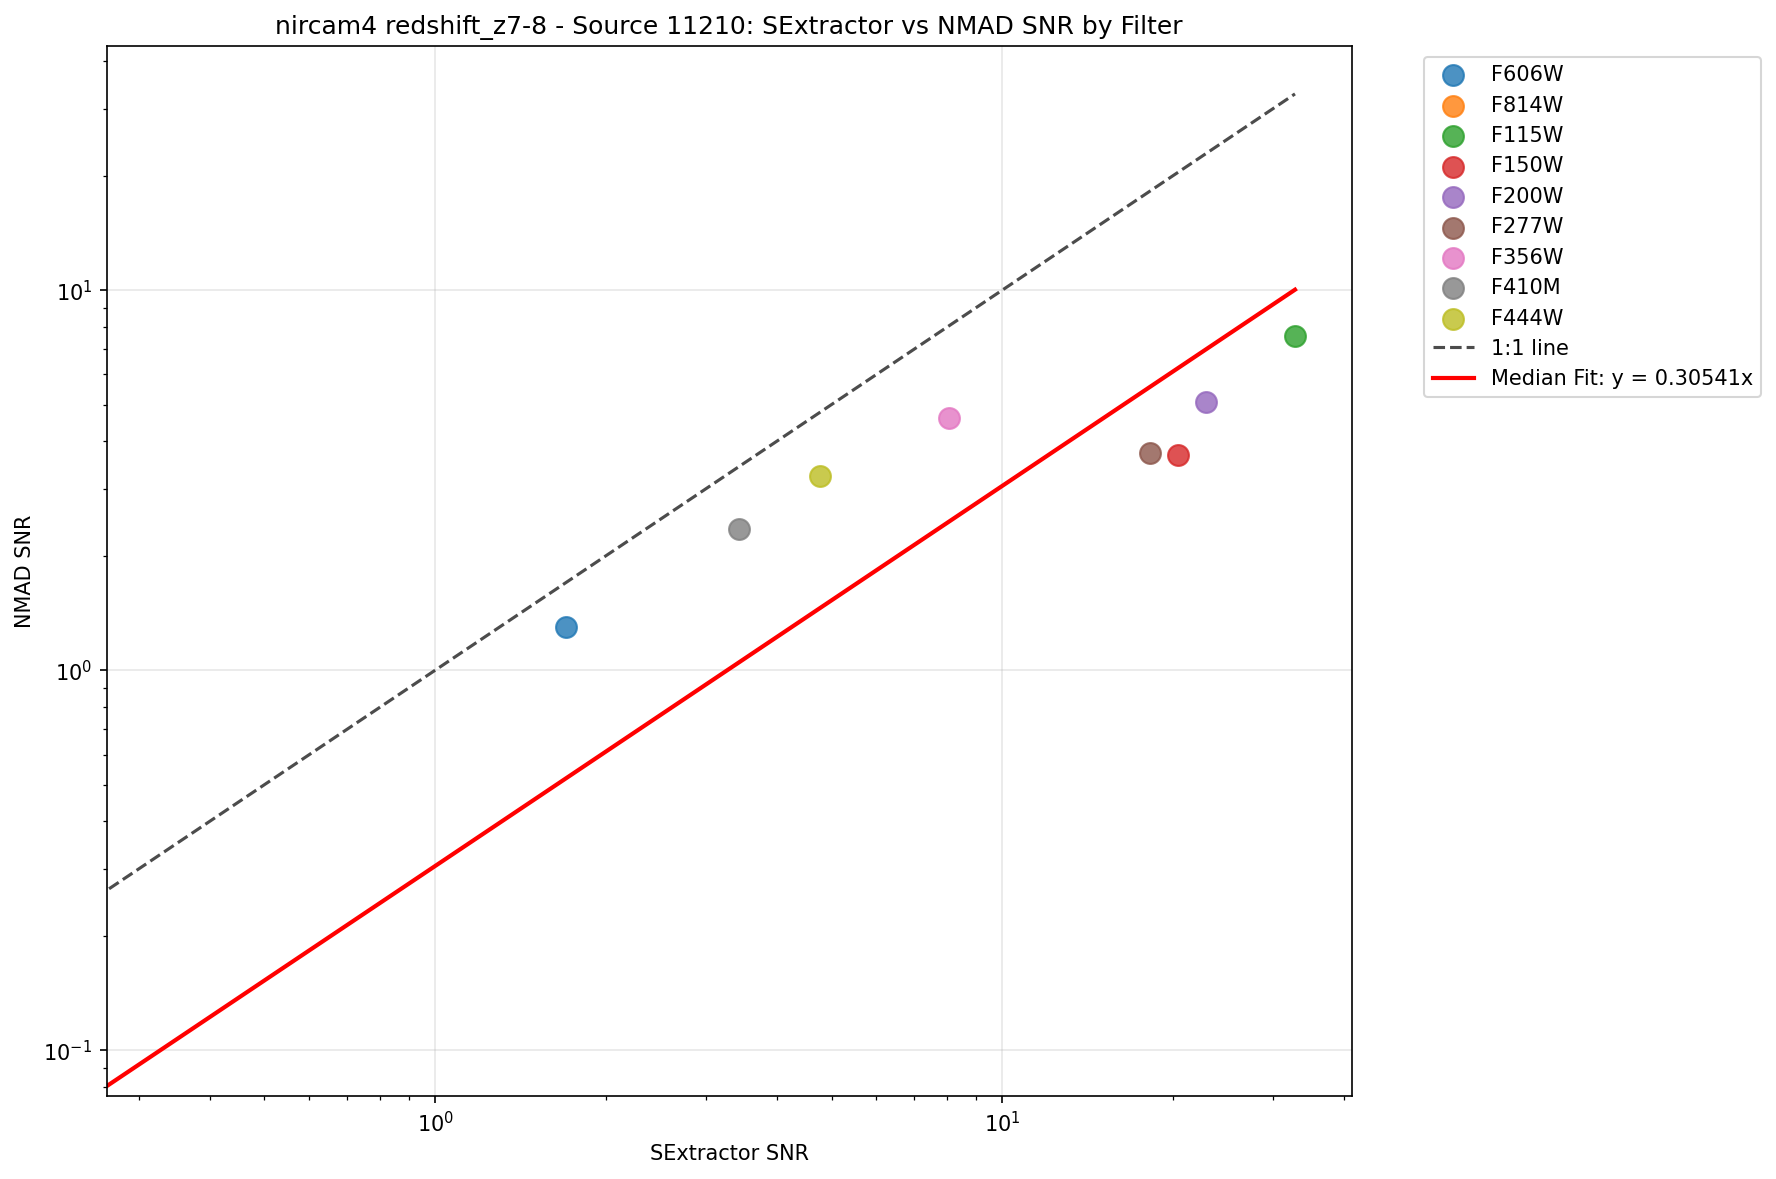 nircam4 redshift_z7-8 - Source 11210: SExtractor vs NMAD SNR by Filter
F606W
F814W
F115W
F150W
F200W
F277W
F356W
F410M
F444W
1:1 line
Median Fit: y = 0.30541x
NMAD SNR
10¹
10⁰
10⁻¹
10⁰ 10¹
SExtractor SNR